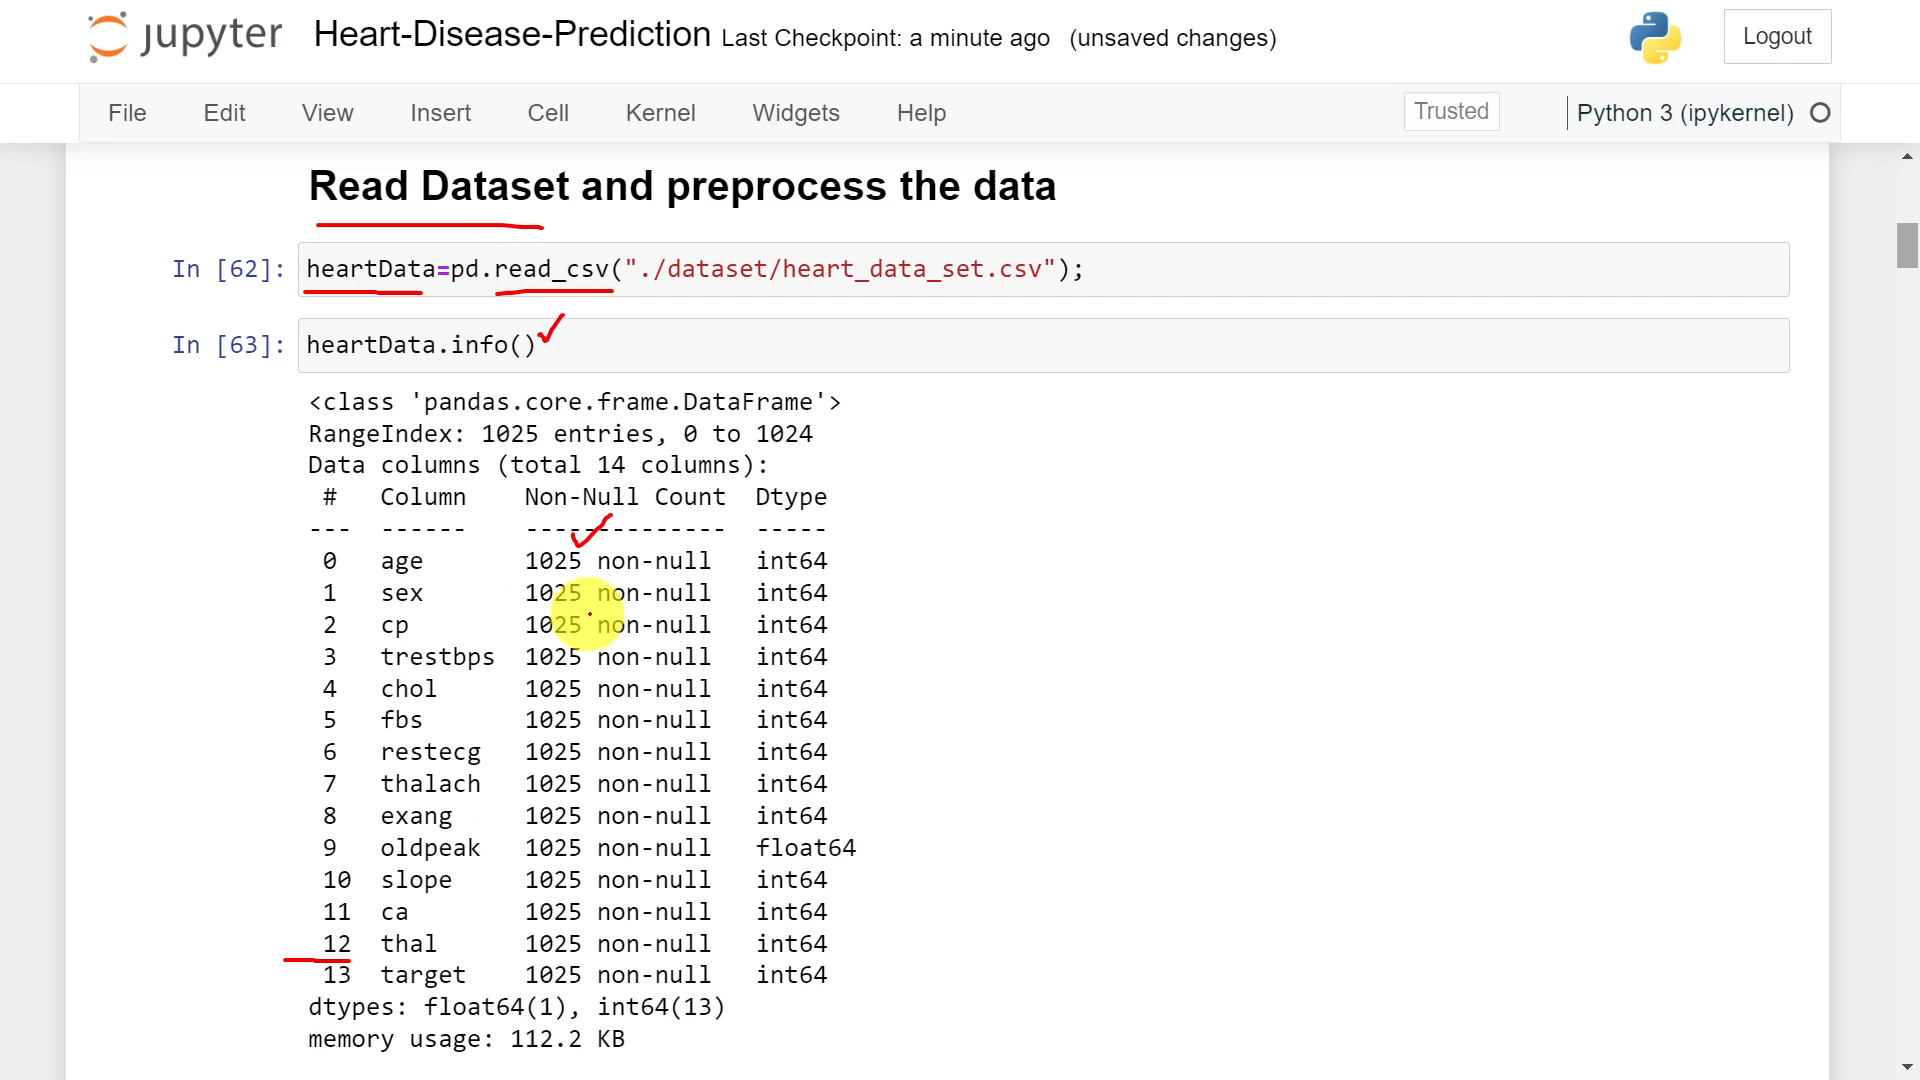 jupyter Heart-Disease-Prediction Last Checkpoint: a minute ago (unsaved changes) Logout
File Edit View Insert Cell Kernel Widgets Help Trusted Python 3 (ipykernel)
Read Dataset and preprocess the data
In [62]: heartData=pd.read_csv("./dataset/heart_data_set.csv");
In [63]: heartData.info()
<class 'pandas.core.frame.DataFrame'>
RangeIndex: 1025 entries, 0 to 1024
Data columns (total 14 columns):
# Column Non-Null Count Dtype
--- ------ -------------- -----
0 age 1025 non-null int64
1 sex 1025 non-null int64
2 cp 1025 non-null int64
3 trestbps 1025 non-null int64
4 chol 1025 non-null int64
5 fbs 1025 non-null int64
6 restecg 1025 non-null int64
7 thalach 1025 non-null int64
8 exang 1025 non-null int64
9 oldpeak 1025 non-null float64
10 slope 1025 non-null int64
11 ca 1025 non-null int64
12 thal 1025 non-null int64
13 target 1025 non-null int64
dtypes: float64(1), int64(13)
memory usage: 112.2 KB